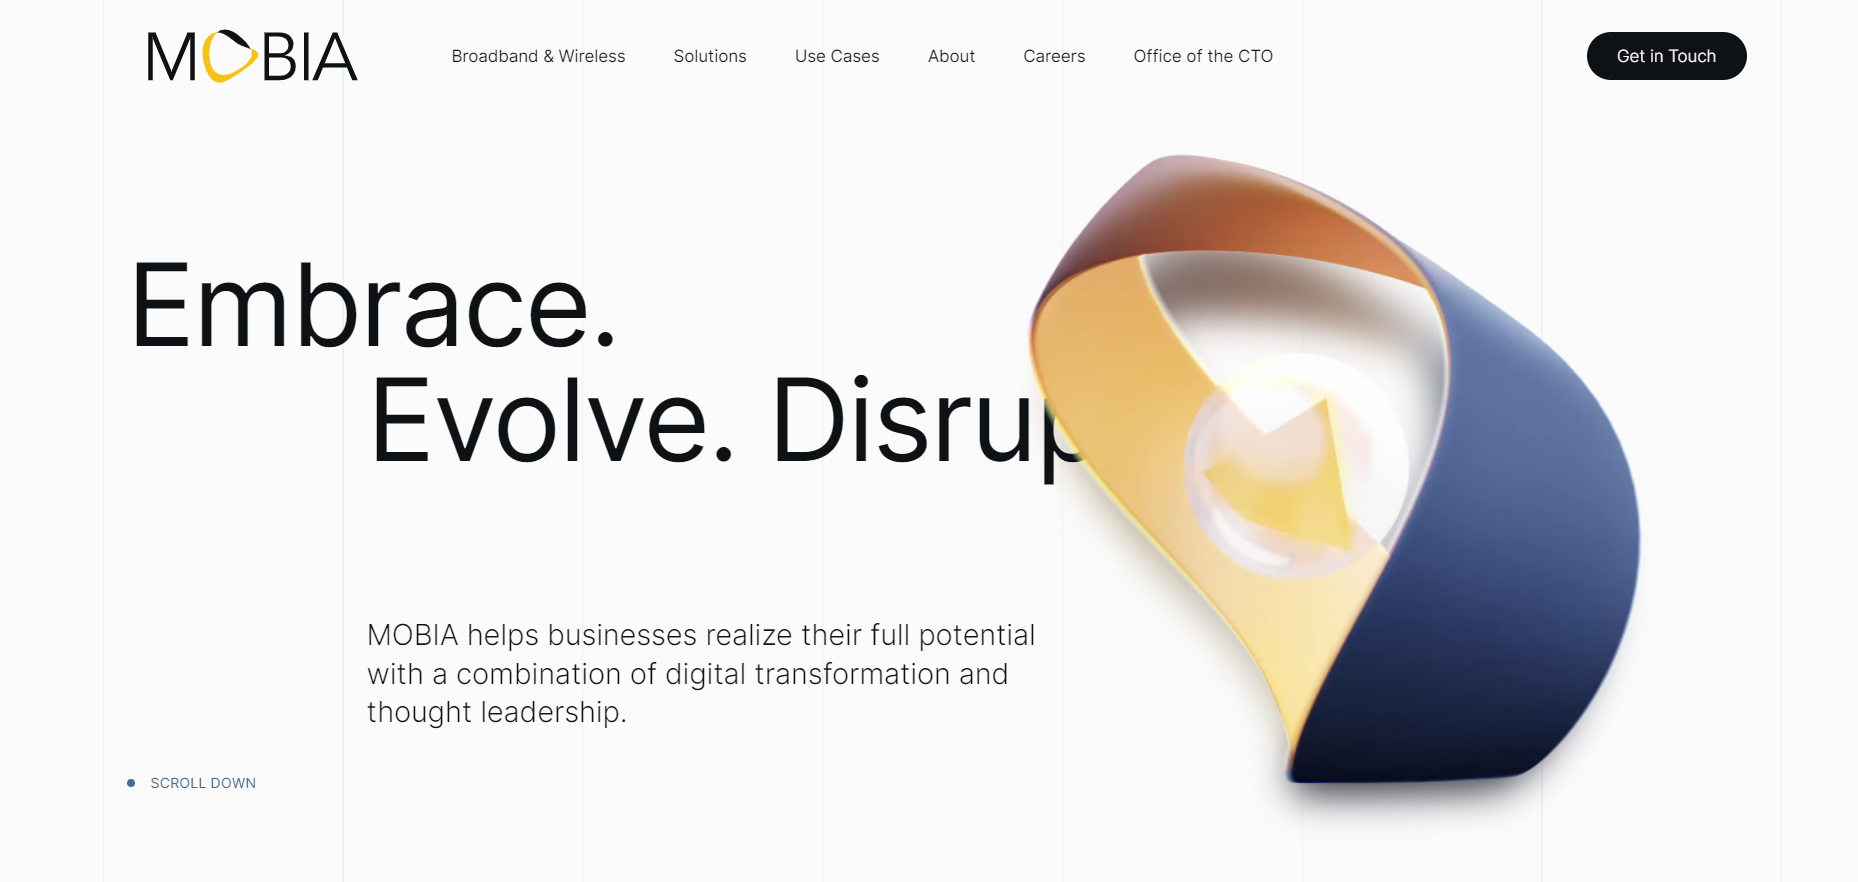 MOBIA
Broadband & Wireless
Solutions
Use Cases
About
Careers
Office of the CTO
Get in Touch
Embrace.
Evolve. Disrup
MOBIA helps businesses realize their full potential
with a combination of digital transformation and
thought leadership.
SCROLL DOWN